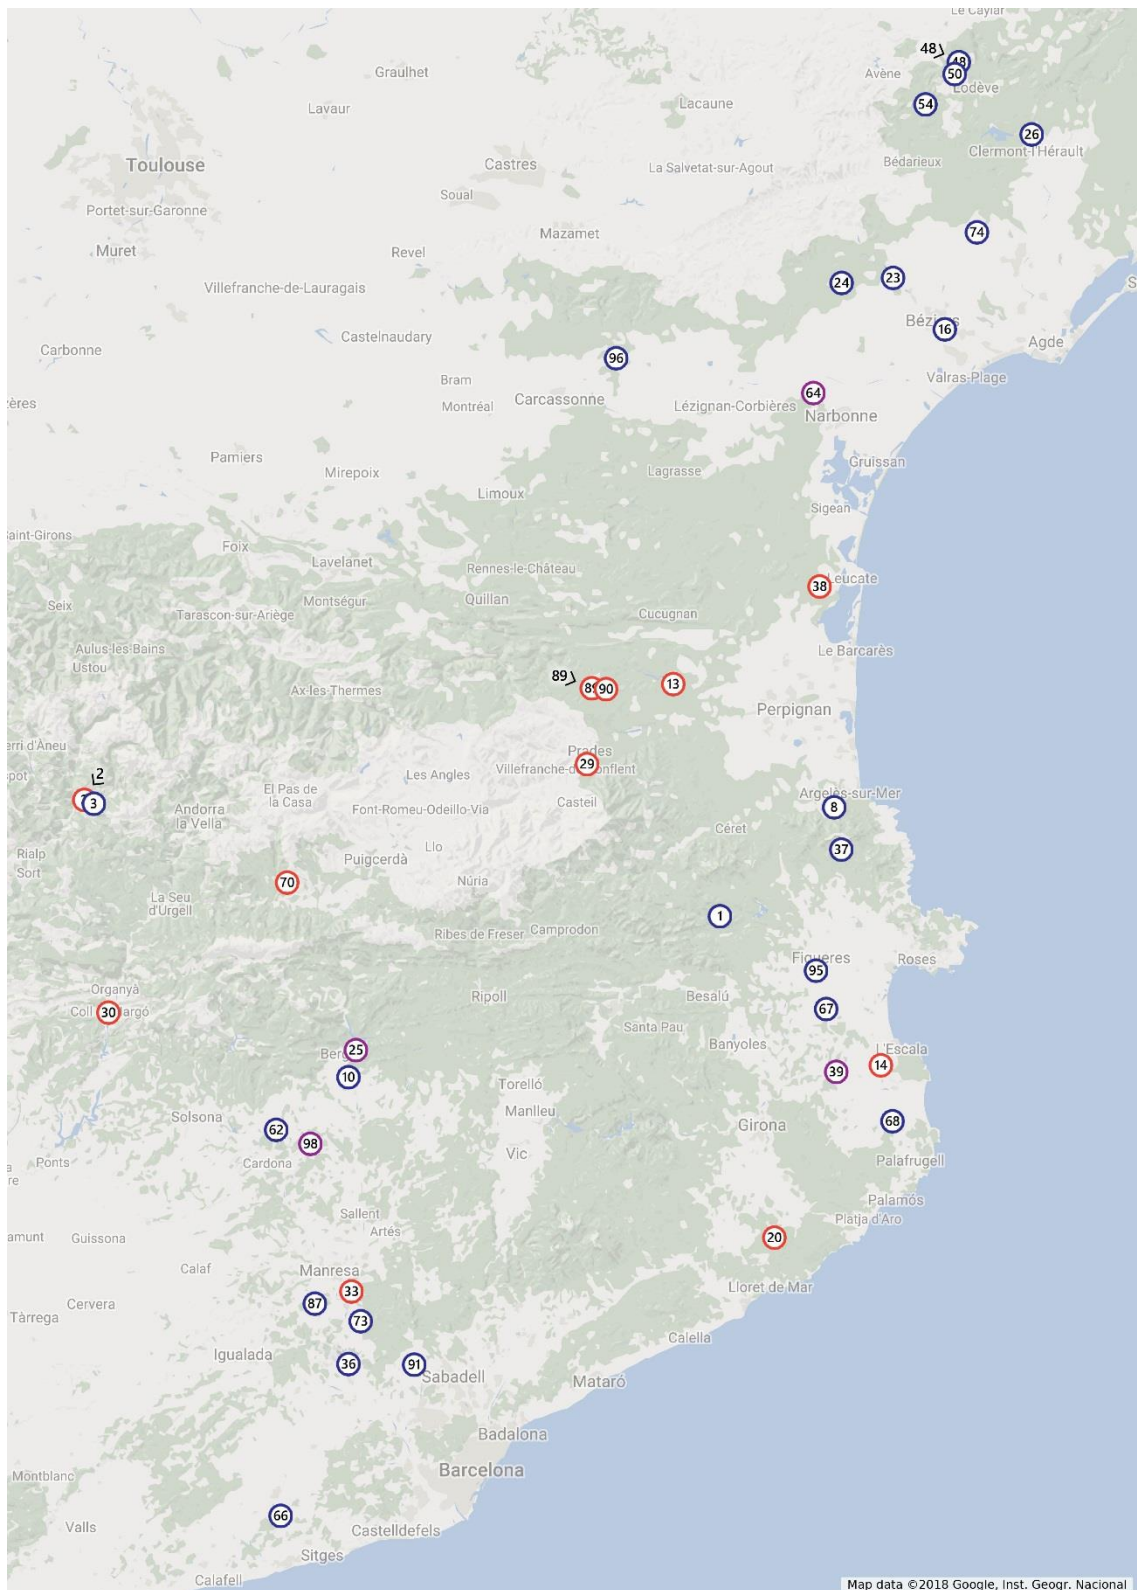 Le Caylar
48
48
Graulhet
Avène
50
Lodève
Lavaur
Lacaune
54
26
Toulouse
Castres
La Salvetat-sur-Agout
Bédarieux
Clermont-l'Hérault
Soual
Portet-sur-Garonne
Mazamet
74
Muret
Revel
24
23
Villefranche-de-Lauragais
Castelnaudary
16
Carbonne
Agde
96
Bram
Valras-Plage
64
Carcassonne
Montréal
Lézignan-Corbières
Narbonne
Pamiers
Mirepoix
Lagrasse
Gruissan
Limoux
Sigean
Foix
Lavelanet
Rennes-le-Château
38
Leucate
Seix
Montségur
Quillan
Tarascon-sur-Ariège
Cucugnan
Aulus-les-Bains
Ustou
Le Barcarès
89
90
13
Ax-les-Thermes
Perpignan
Prades
29
Les Angles
2
3
El Pas de
la Casa
Casteil
Argelès-sur-Mer
8
Andorra
la Vella
Font-Romeu-Odeillo-Via
Céret
37
Rialp
Sort
Llo
Puigcerdà
70
Núria
La Seu
d'Urgell
1
Ribes de Freser
Camprodon
Figueres
95
Roses
Organyà
Ripoll
Besalú
67
30
Santa Pau
Banyoles
25
L'Escala
14
39
10
Torelló
Manlleu
Solsona
62
98
Girona
68
Vic
Ponts
Cardona
Palafrugell
Sallent
Palamós
Artés
Platja d'Aro
Guissona
20
Calaf
Manresa
33
Lloret de Mar
87
Cervera
Tàrrega
73
Calella
Igualada
36
91
Sabadell
Mataró
Badalona
Barcelona
Montblanc
66
Valls
Castelldefels
Sitges
Calafell
Map data ©2018 Google, Inst. Geogr. Nacional